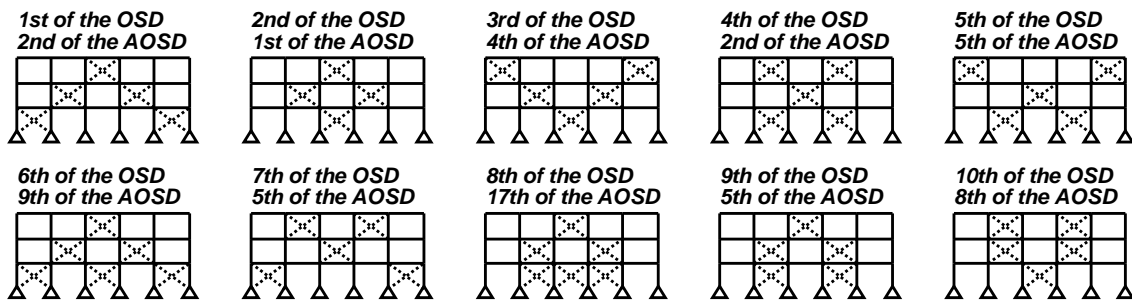 1st of the OSD
2nd of the AOSD
2nd of the OSD
1st of the AOSD
3rd of the OSD
4th of the AOSD
4th of the OSD
2nd of the AOSD
5th of the OSD
5th of the AOSD
6th of the OSD
9th of the AOSD
7th of the OSD
5th of the AOSD
8th of the OSD
17th of the AOSD
9th of the OSD
5th of the AOSD
10th of the OSD
8th of the AOSD